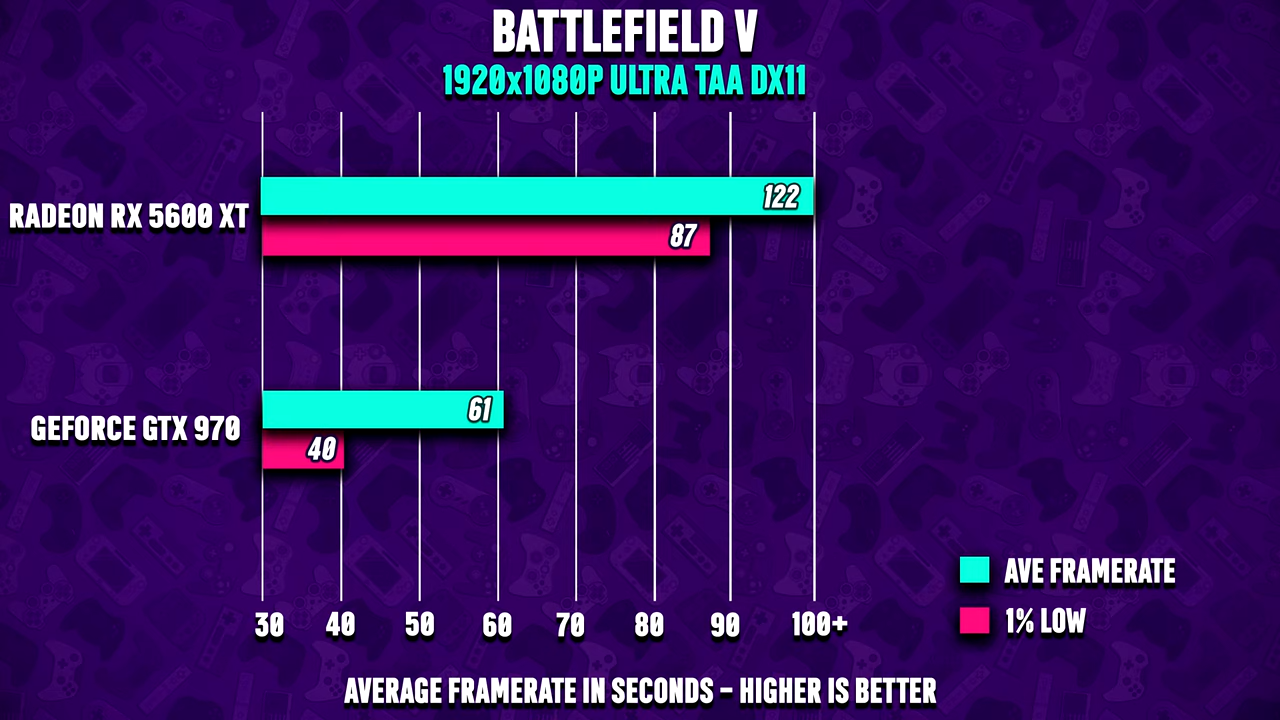 BATTLEFIELD V
1920x1080P ULTRA TAA DX11
RADEON RX 5600 XT
122
87
GEFORCE GTX 970
61
40
30 40 50 60 70 80 90 100+
AVE FRAMERATE
1% LOW
AVERAGE FRAMERATE IN SECONDS – HIGHER IS BETTER